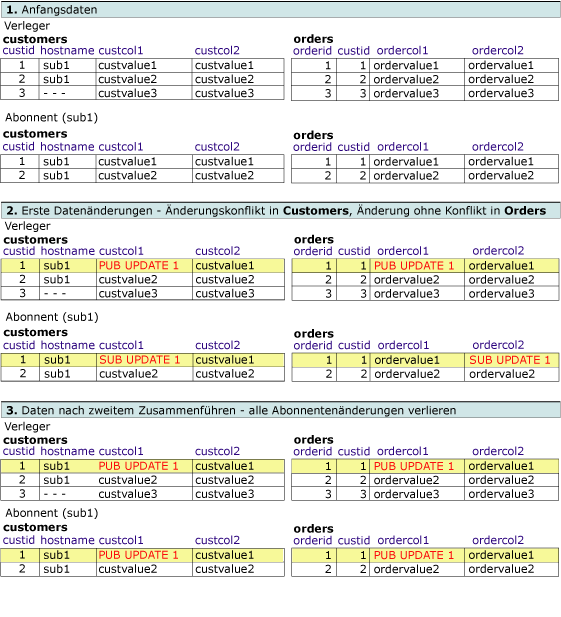 1. Anfangsdaten
Verleger
customers orders
custid hostname custcol1 custcol2 orderid custid ordercol1 ordercol2
1 sub1 custvalue1 custvalue1 1 1 ordervalue1 ordervalue1
2 sub1 custvalue2 custvalue2 2 2 ordervalue2 ordervalue2
3 - - - custvalue3 custvalue3 3 3 ordervalue3 ordervalue3
Abonnent (sub1)
customers orders
custid hostname custcol1 custcol2 orderid custid ordercol1 ordercol2
1 sub1 custvalue1 custvalue1 1 1 ordervalue1 ordervalue1
2 sub1 custvalue2 custvalue2 2 2 ordervalue2 ordervalue2
2. Erste Datenänderungen - Änderungskonflikt in Customers, Änderung ohne Konflikt in Orders
Verleger
customers orders
custid hostname custcol1 custcol2 orderid custid ordercol1 ordercol2
1 sub1 PUB UPDATE 1 custvalue1 1 1 PUB UPDATE 1 ordervalue1
2 sub1 custvalue2 custvalue2 2 2 ordervalue2 ordervalue2
3 - - - custvalue3 custvalue3 3 3 ordervalue3 ordervalue3
Abonnent (sub1)
customers orders
custid hostname custcol1 custcol2 orderid custid ordercol1 ordercol2
1 sub1 SUB UPDATE 1 custvalue1 1 1 ordervalue1 SUB UPDATE 1
2 sub1 custvalue2 custvalue2 2 2 ordervalue2 ordervalue2
3. Daten nach zweitem Zusammenführen - alle Abonnentenänderungen verlieren
Verleger
customers orders
custid hostname custcol1 custcol2 orderid custid ordercol1 ordercol2
1 sub1 PUB UPDATE 1 custvalue1 1 1 PUB UPDATE 1 ordervalue1
2 sub1 custvalue2 custvalue2 2 2 ordervalue2 ordervalue2
3 - - - custvalue3 custvalue3 3 3 ordervalue3 ordervalue3
Abonnent (sub1)
customers orders
custid hostname custcol1 custcol2 orderid custid ordercol1 ordercol2
1 sub1 PUB UPDATE 1 custvalue1 1 1 PUB UPDATE 1 ordervalue1
2 sub1 custvalue2 custvalue2 2 2 ordervalue2 ordervalue2